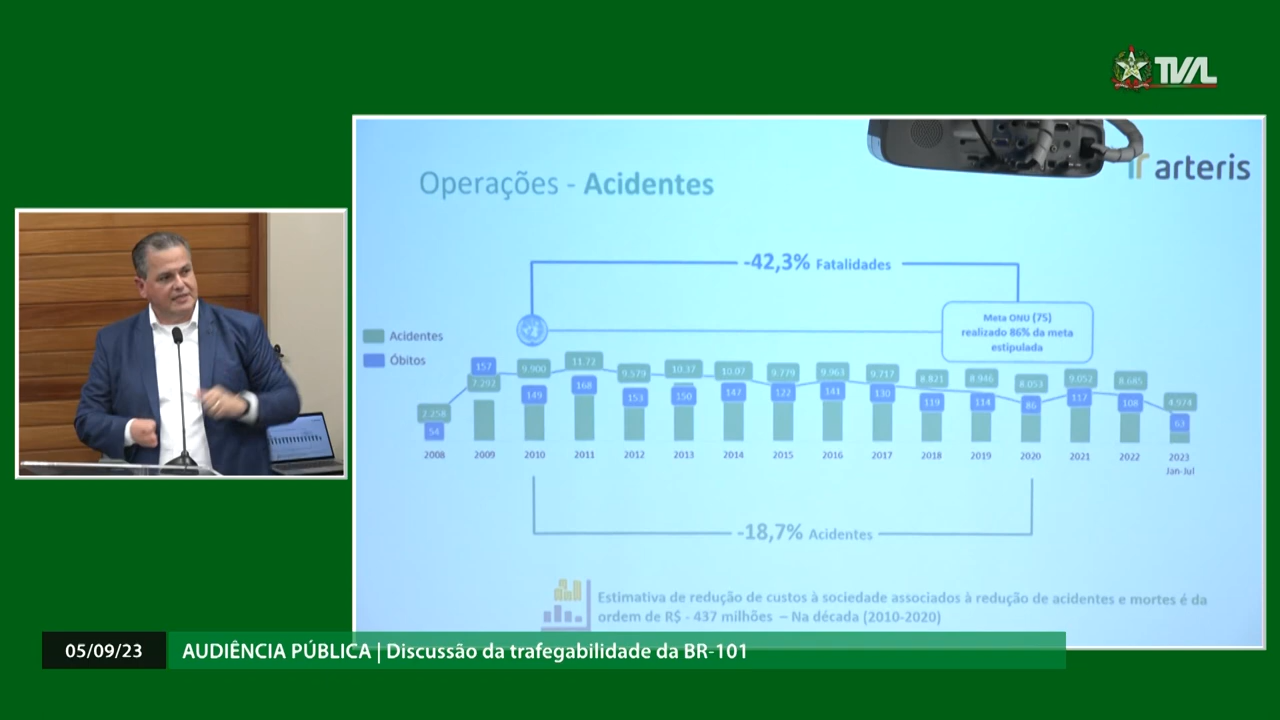 TVAL
arteris
Operações - Acidentes
-42,3% Fatalidades
Meta ONU (75)
realizado 86% da meta
estipulada
Acidentes
Óbitos
2.258 7.292 9.900 11.72 9.579 10.37 10.07 9.779 9.963 9.717 8.821 8.946 8.053 9.052 8.685 4.974
54 157 149 168 153 150 147 122 141 130 119 114 86 117 108 63
2008 2009 2010 2011 2012 2013 2014 2015 2016 2017 2018 2019 2020 2021 2022 2023
Jan-Jul
-18,7% Acidentes
Estimativa de redução de custos à sociedade associados à redução de acidentes e mortes é da
ordem de R$ - 437 milhões – Na década (2010-2020)
05/09/23 AUDIÊNCIA PÚBLICA | Discussão da trafegabilidade da BR-101